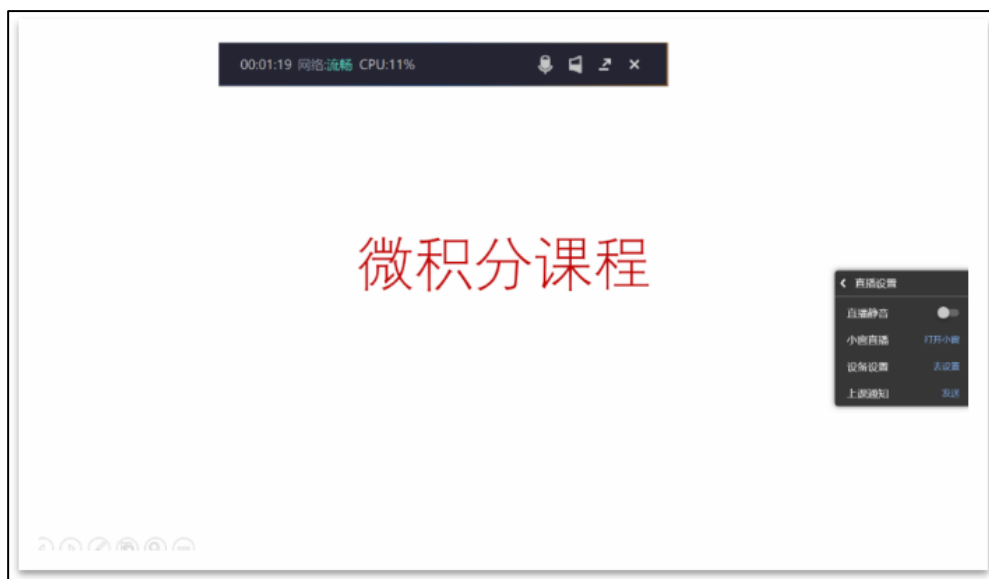 00:01:19 网络:流畅 CPU:11%
微积分课程
直播设置
直播静音
小窗直播 打开小窗
设备设置 去设置
上课通知 发送